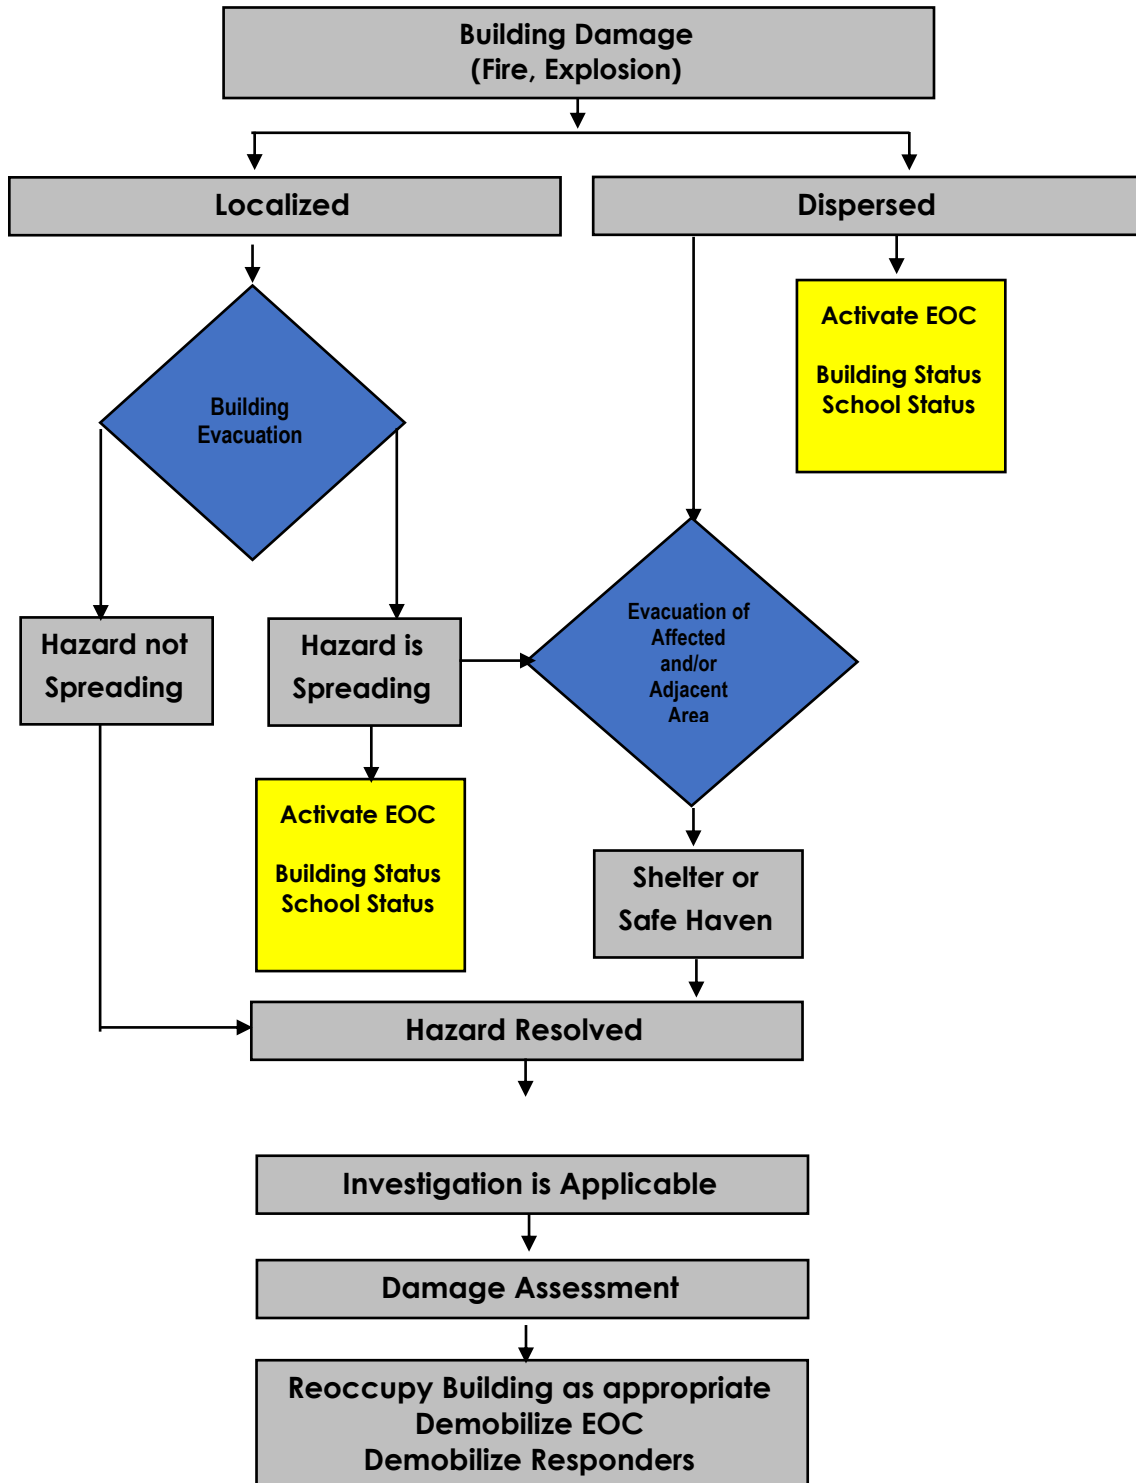 Building Damage
(Fire, Explosion)
Localized
Dispersed
Activate EOC
Building Status
School Status
Building
Evacuation
Evacuation of
Affected
and/or
Adjacent
Area
Hazard not
Spreading
Hazard is
Spreading
Activate EOC
Building Status
School Status
Shelter or
Safe Haven
Hazard Resolved
Investigation is Applicable
Damage Assessment
Reoccupy Building as appropriate
Demobilize EOC
Demobilize Responders